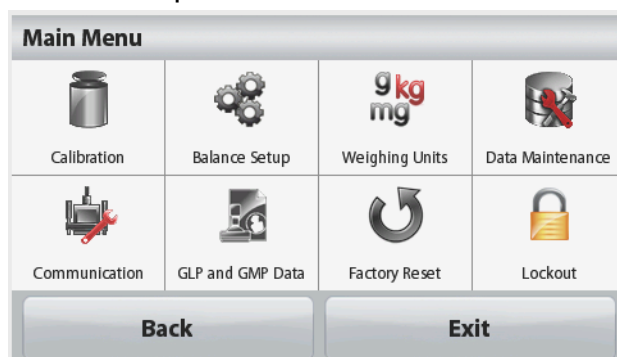 Main Menu
g kg
mg
Calibration
Balance Setup
Weighing Units
Data Maintenance
Communication
GLP and GMP Data
Factory Reset
Lockout
Back
Exit